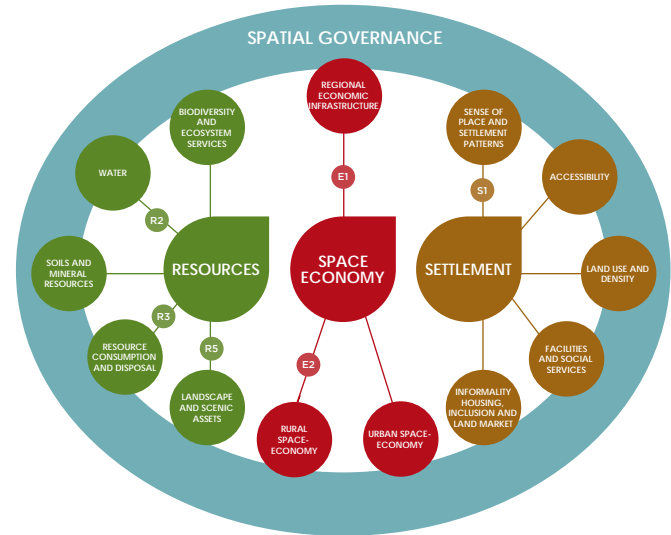 SPATIAL GOVERNANCE
BIODIVERSITY
AND
ECOSYSTEM
SERVICES
WATER
R2
SOILS AND
MINERAL
RESOURCES
RESOURCES
R3
RESOURCE
CONSUMPTION
AND DISPOSAL
R5
LANDSCAPE
AND SCENIC
ASSETS
REGIONAL
ECONOMIC
INFRASTRUCTURE
E1
SPACE
ECONOMY
E2
RURAL
SPACE-
ECONOMY
URBAN SPACE-
ECONOMY
SENSE OF
PLACE AND
SETTLEMENT
PATTERNS
S1
ACCESSIBILITY
SETTLEMENT
LAND USE AND
DENSITY
FACILITIES
AND SOCIAL
SERVICES
INFORMALITY
HOUSING,
INCLUSION AND
LAND MARKET